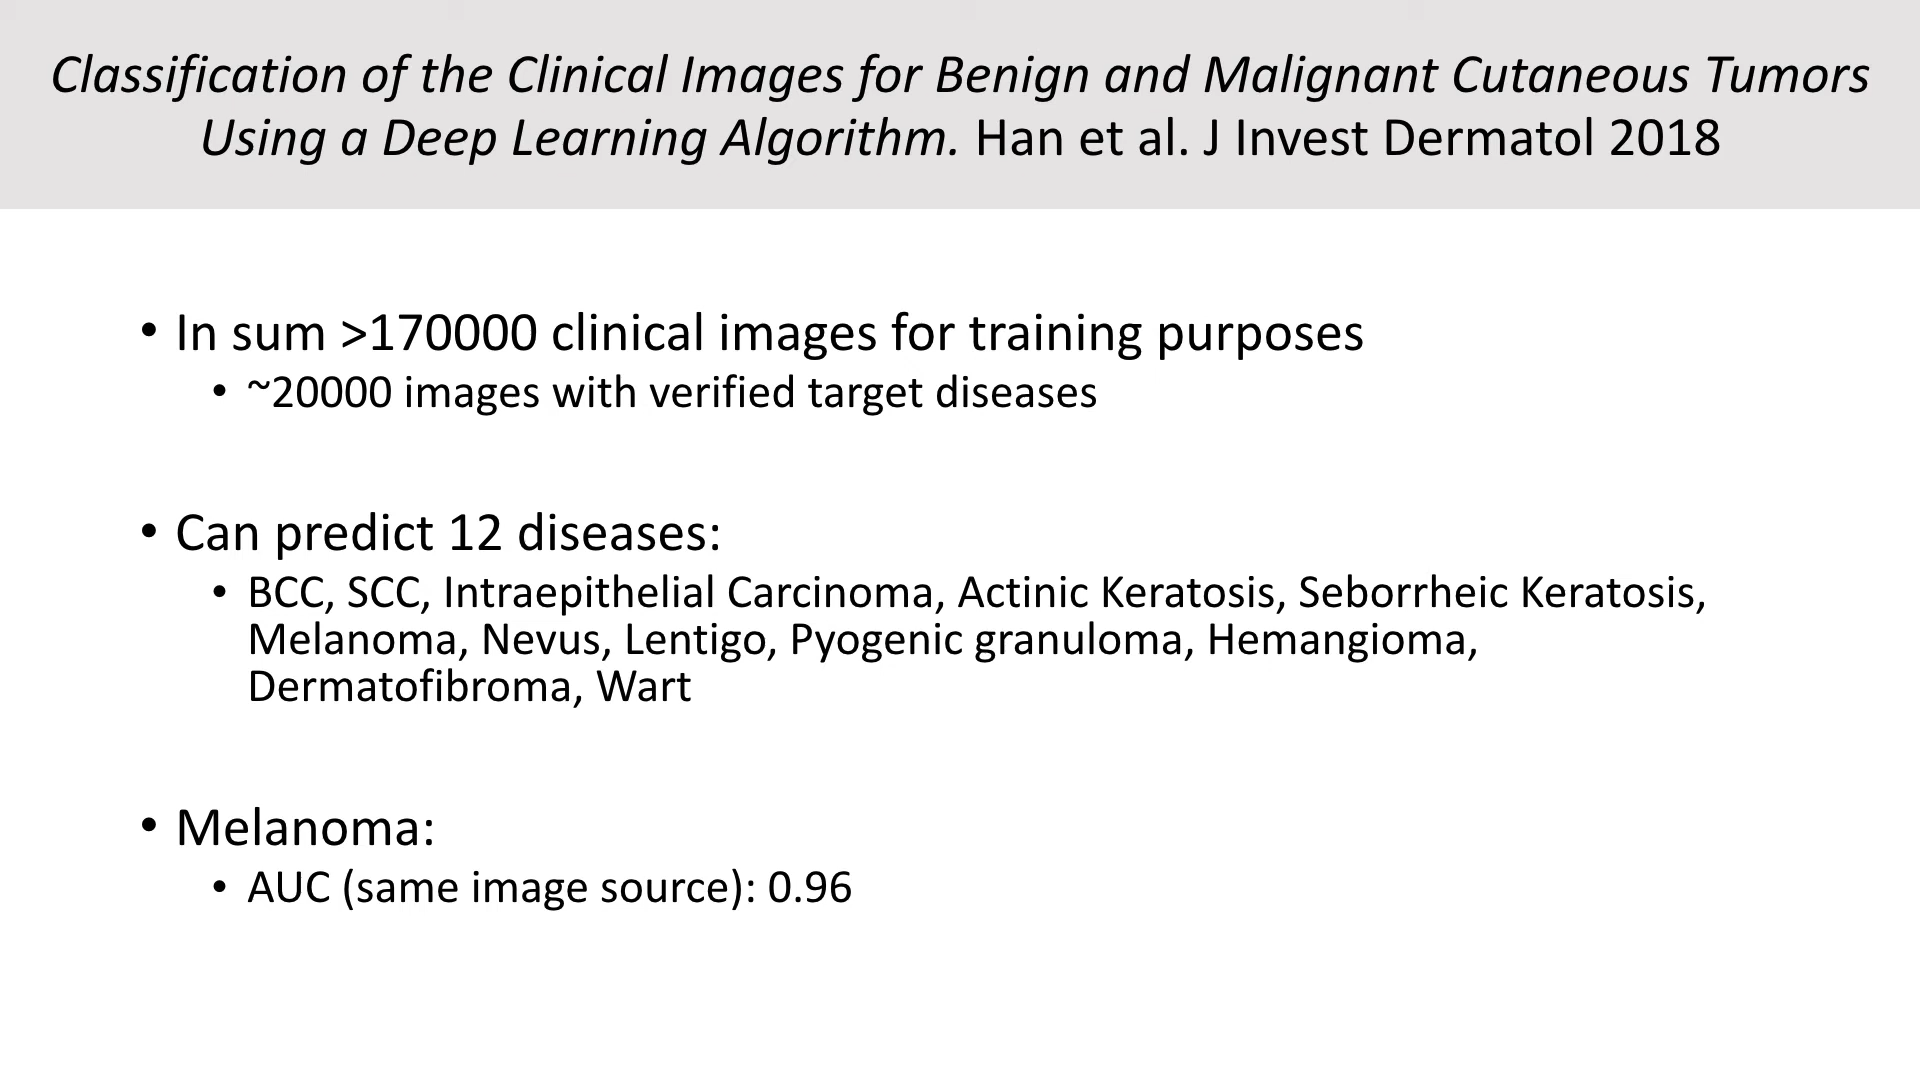 Classification of the Clinical Images for Benign and Malignant Cutaneous Tumors
Using a Deep Learning Algorithm. Han et al. J Invest Dermatol 2018
• In sum >170000 clinical images for training purposes
• ~20000 images with verified target diseases
• Can predict 12 diseases:
• BCC, SCC, Intraepithelial Carcinoma, Actinic Keratosis, Seborrheic Keratosis,
Melanoma, Nevus, Lentigo, Pyogenic granuloma, Hemangioma,
Dermatofibroma, Wart
• Melanoma:
• AUC (same image source): 0.96